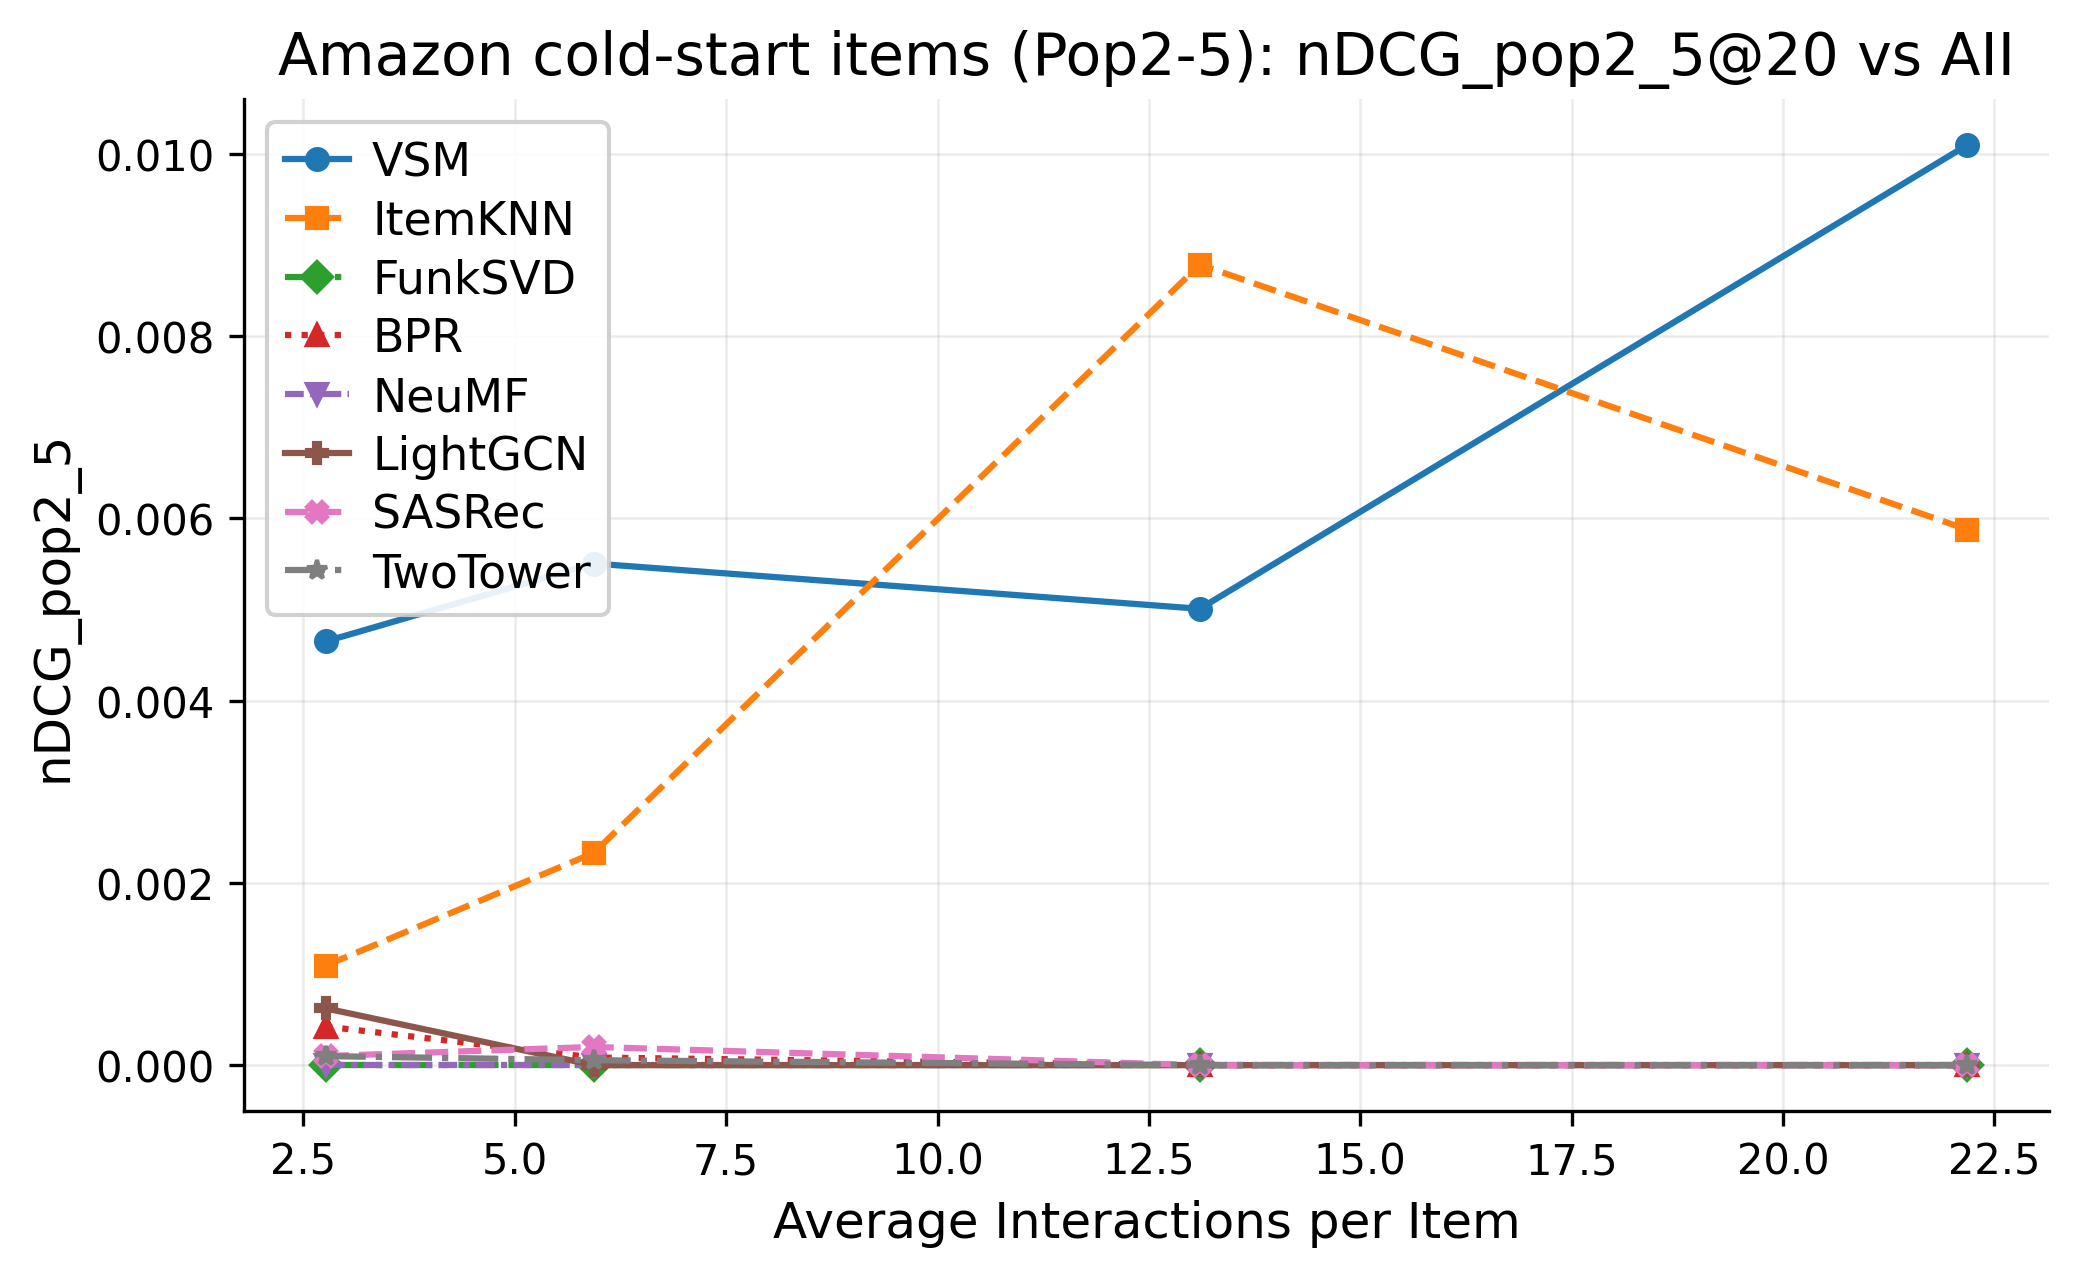 Amazon cold-start items (Pop2-5): nDCG_pop2_5@20 vs AII
nDCG_pop2_5
0.010
0.008
0.006
0.004
0.002
0.000
VSM
ItemKNN
FunkSVD
BPR
NeuMF
LightGCN
SASRec
TwoTower
2.5 5.0 7.5 10.0 12.5 15.0 17.5 20.0 22.5
Average Interactions per Item